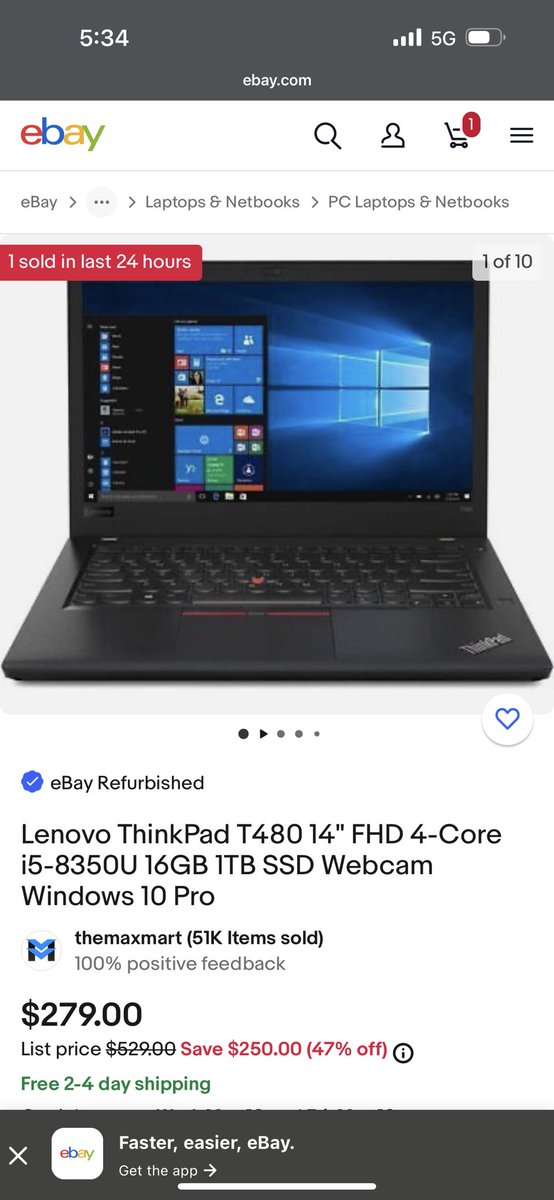 5:34
5G
ebay.com
ebay
1
eBay > ... > Laptops & Netbooks > PC Laptops & Netbooks
1 sold in last 24 hours
1 of 10
ThinkPad
eBay Refurbished
Lenovo ThinkPad T480 14" FHD 4-Core
i5-8350U 16GB 1TB SSD Webcam
Windows 10 Pro
themaxmart (51K Items sold)
100% positive feedback
$279.00
List price $529.00 Save $250.00 (47% off)
Free 2-4 day shipping
ebay
Faster, easier, eBay.
Get the app →